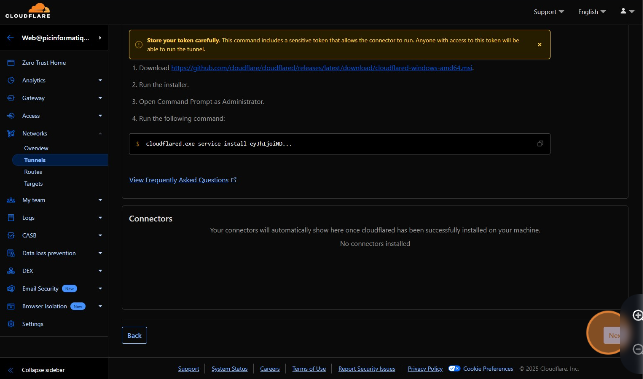 CLOUDFLARE
Support
English
Web@picinformatiq...
Zero Trust Home
Analytics
Gateway
Access
Networks
Overview
Tunnels
Routes
Targets
My team
Logs
CASB
Data loss prevention
DEX
Email Security New
Browser Isolation New
Settings
Collapse sidebar
Store your token carefully. This command includes a sensitive token that allows the connector to run. Anyone with access to this token will be
able to run the tunnel.
1. Download https://github.com/cloudflare/cloudflared/releases/latest/download/cloudflared-windows-amd64.msi.
2. Run the installer.
3. Open Command Prompt as Administrator.
4. Run the following command:
$ cloudflared.exe service install eyJhIjoiND...
View Frequently Asked Questions
Connectors
Your connectors will automatically show here once cloudflared has been successfully installed on your machine.
No connectors installed
Back
Support
System Status
Careers
Terms of Use
Report Security Issues
Privacy Policy
Cookie Preferences
© 2025 Cloudflare, Inc.